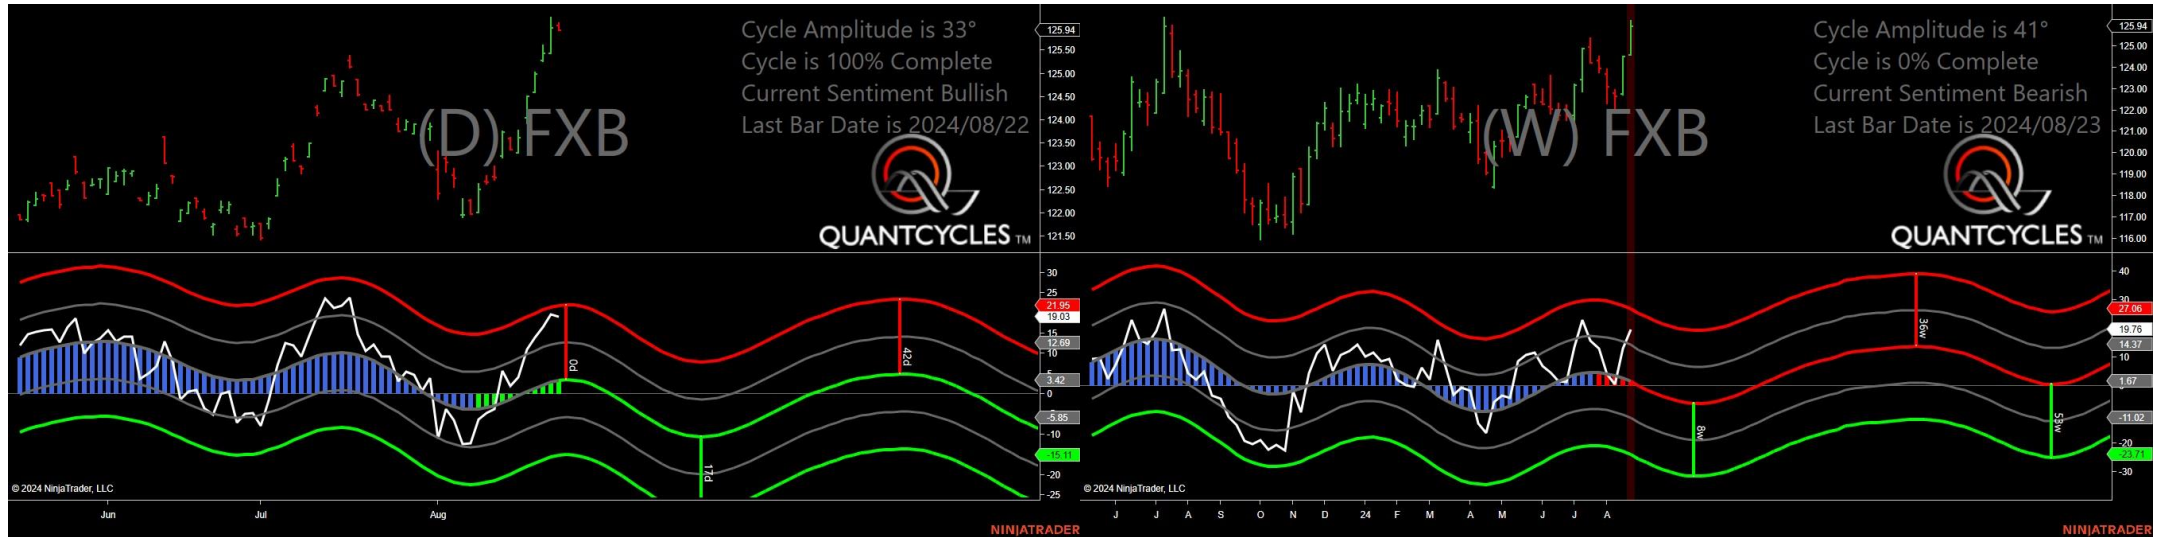 Cycle Amplitude is 33°
Cycle is 100% Complete
Current Sentiment Bullish
Last Bar Date is 2024/08/22
(D) FXB
QUANTCYCLES TM
125.94
125.50
125.00
124.50
124.00
123.50
123.00
122.50
122.00
121.50
30
25
21.95
19.03
15
12.69
10
5
3.42
0
-5.85
-10
-15.11
-20
-25
0d
17d
42d
© 2024 NinjaTrader, LLC
Jun Jul Aug
NINJATRADER
Cycle Amplitude is 41°
Cycle is 0% Complete
Current Sentiment Bearish
Last Bar Date is 2024/08/23
(W) FXB
QUANTCYCLES TM
125.94
125.00
124.00
123.00
122.00
121.00
120.00
119.00
118.00
117.00
116.00
40
30
27.06
19.76
14.37
10
1.67
-11.02
-20
-23.71
-30
8w
36w
53w
© 2024 NinjaTrader, LLC
J J A S O N D 24 F M A M J J A
NINJATRADER